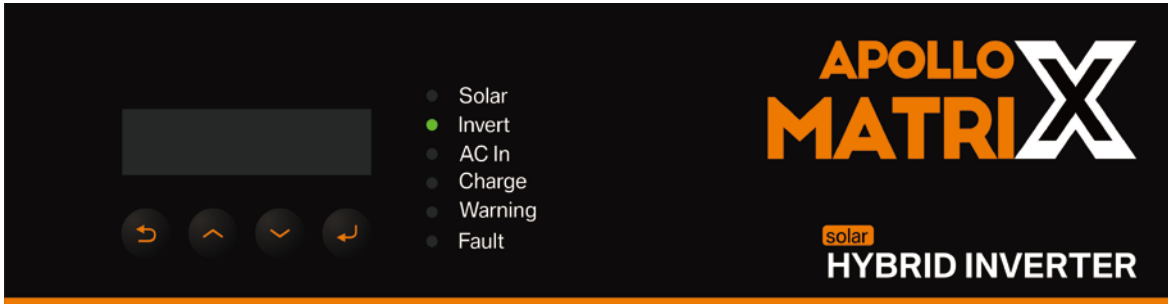 Solar
Invert
AC In
Charge
Warning
Fault
APOLLO
MATRIX
solar
HYBRID INVERTER